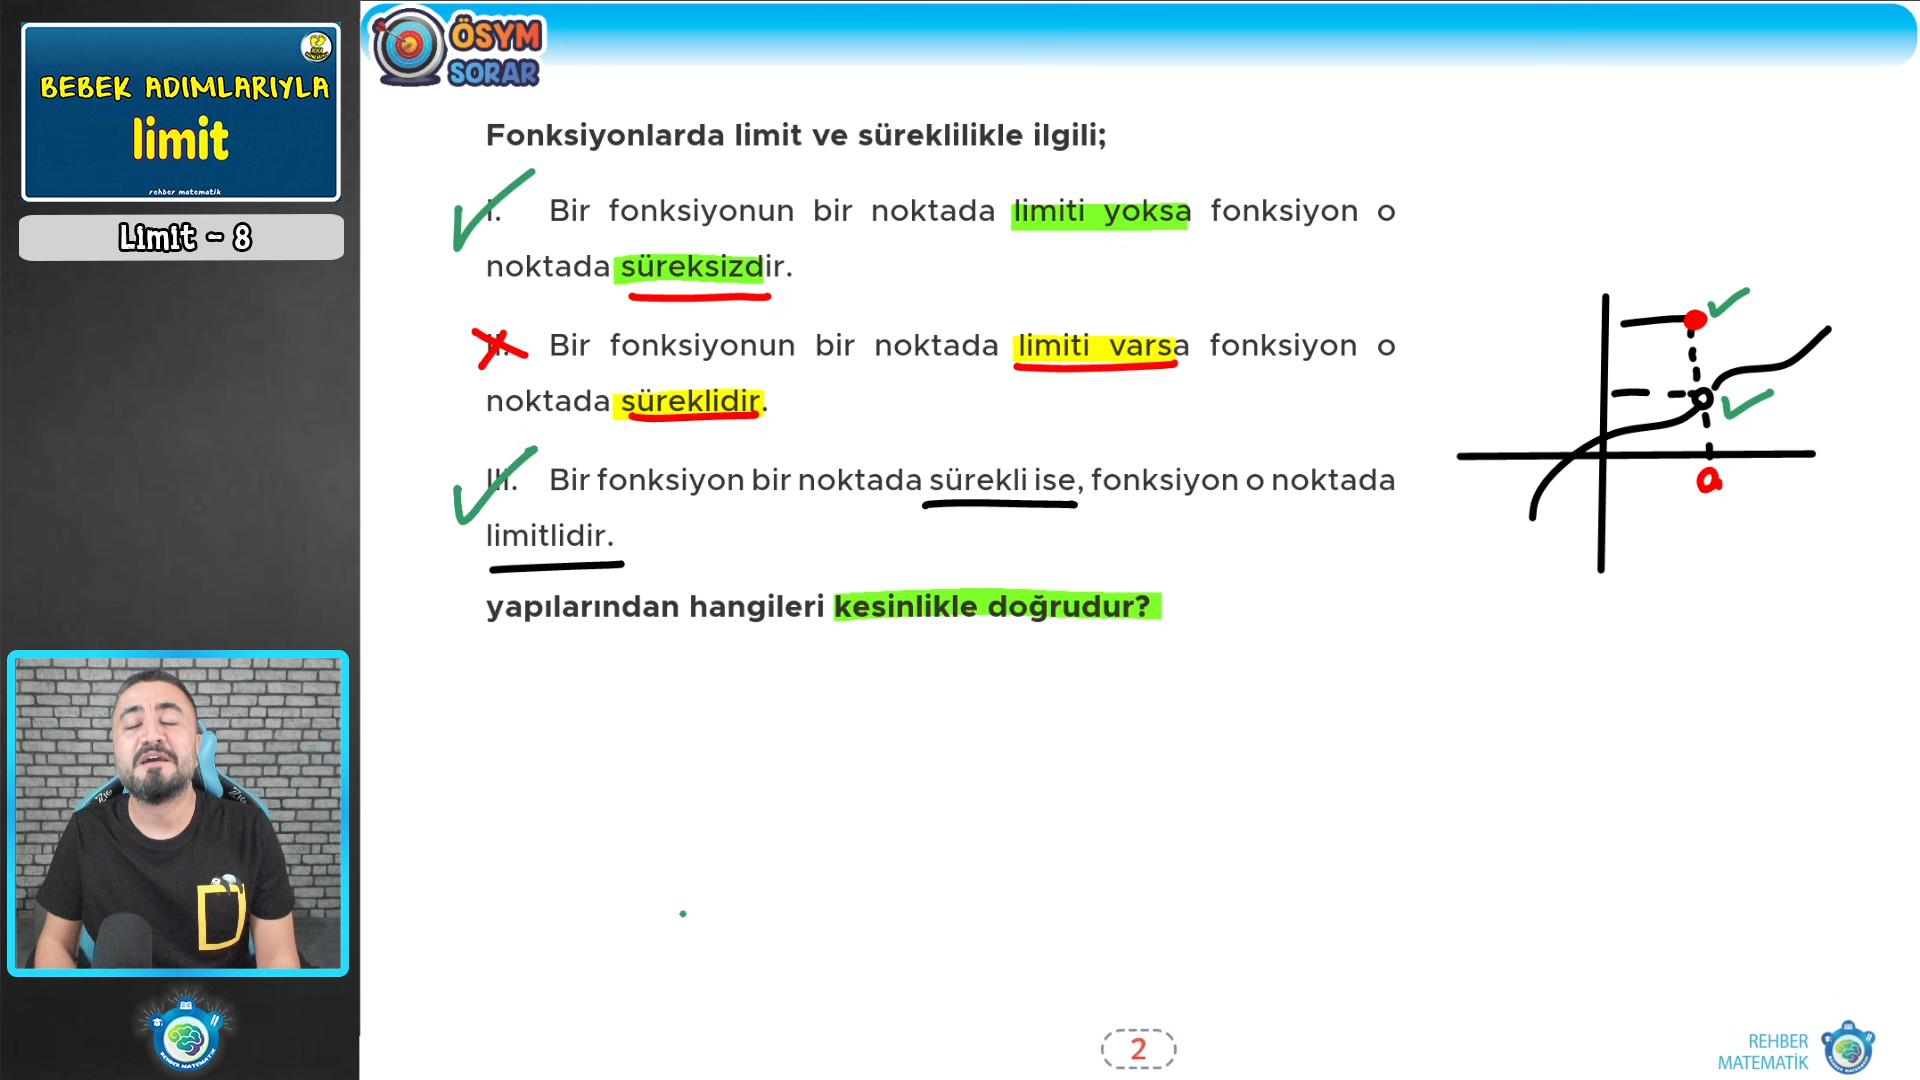 BEBEK ADIMLARIYLA
limit
rehber matematik
Limit - 8
ÖSYM
SORAR
Fonksiyonlarda limit ve süreklilikle ilgili;
I. Bir fonksiyonun bir noktada limiti yoksa fonksiyon o
noktada süreksizdir.
II. Bir fonksiyonun bir noktada limiti varsa fonksiyon o
noktada süreklidir.
III. Bir fonksiyon bir noktada sürekli ise, fonksiyon o noktada
limitlidir.
yapılarından hangileri kesinlikle doğrudur?
a
REHBER MATEMATİK
2
REHBER
MATEMATİK